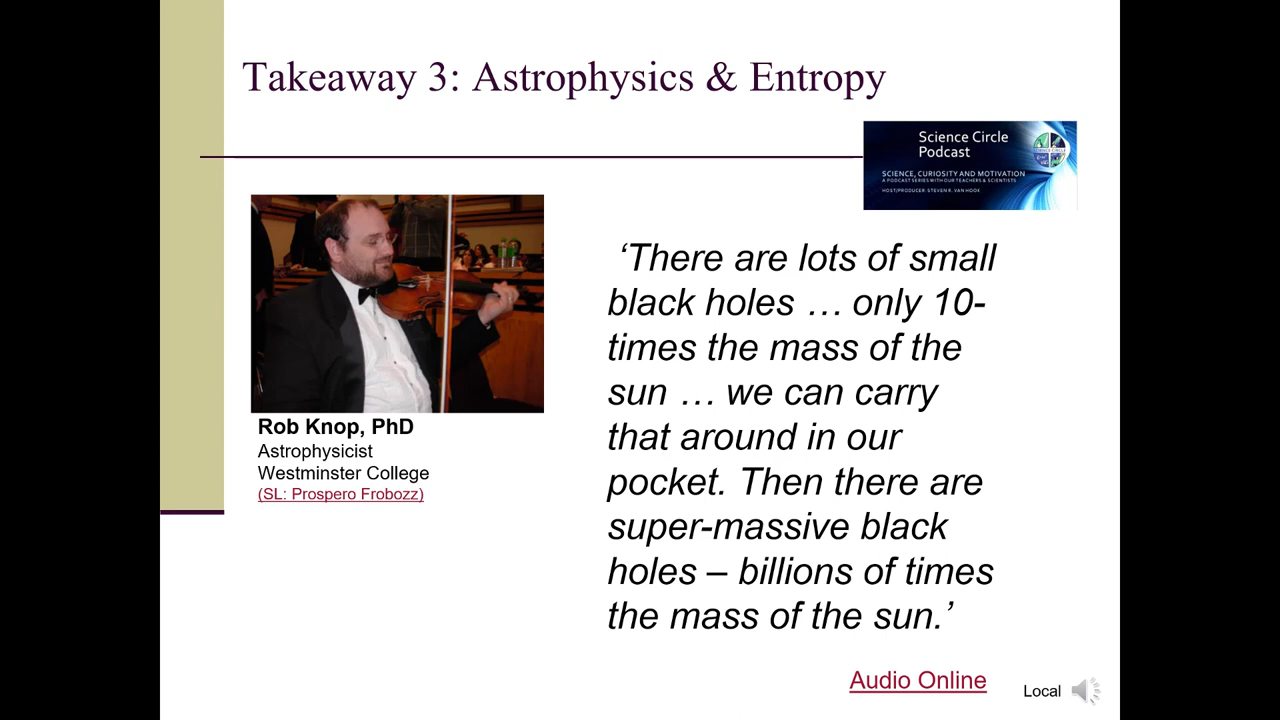 Takeaway 3: Astrophysics & Entropy
Science Circle
Podcast
SCIENCE, CURIOSITY AND MOTIVATION
A PODCAST SERIES WITH OUR TEACHERS & SCIENTISTS
HOST/PRODUCER: STEVEN R. VAN HOOK
Rob Knop, PhD
Astrophysicist
Westminster College
(SL: Prospero Frobozz)
‘There are lots of small
black holes … only 10-
times the mass of the
sun … we can carry
that around in our
pocket. Then there are
super-massive black
holes – billions of times
the mass of the sun.’
Audio Online
Local